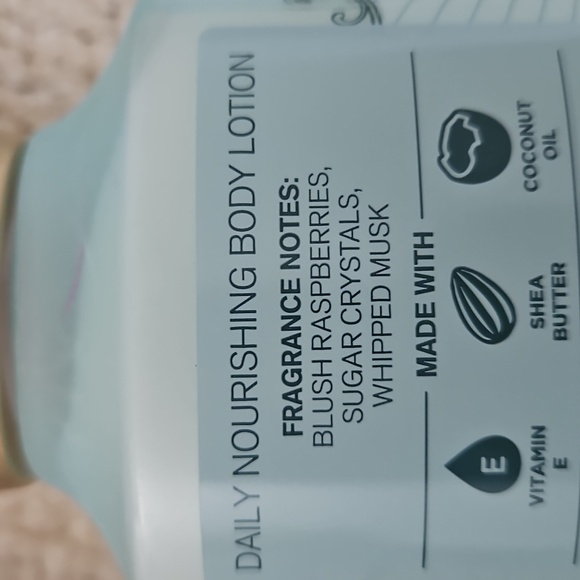 DAILY NOURISHING BODY LOTION
FRAGRANCE NOTES:
BLUSH RASPBERRIES,
SUGAR CRYSTALS,
WHIPPED MUSK
MADE WITH
E
VITAMIN
E
SHEA
BUTTER
COCONUT
OIL